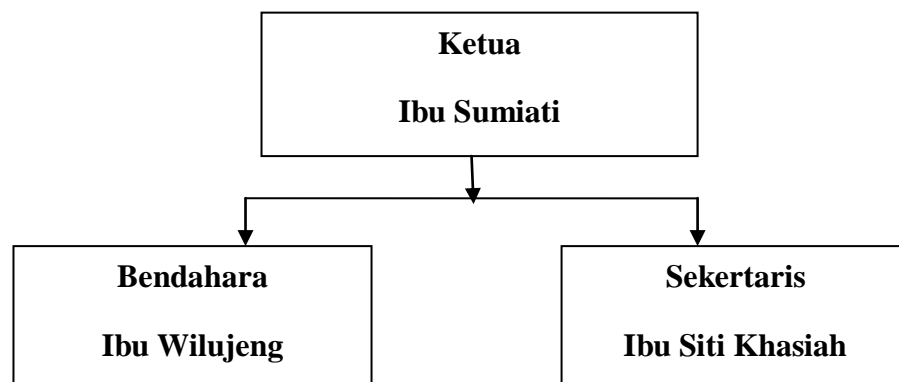 Ketua
Ibu Sumiati
Bendahara
Ibu Wilujeng
Sekertaris
Ibu Siti Khasiah